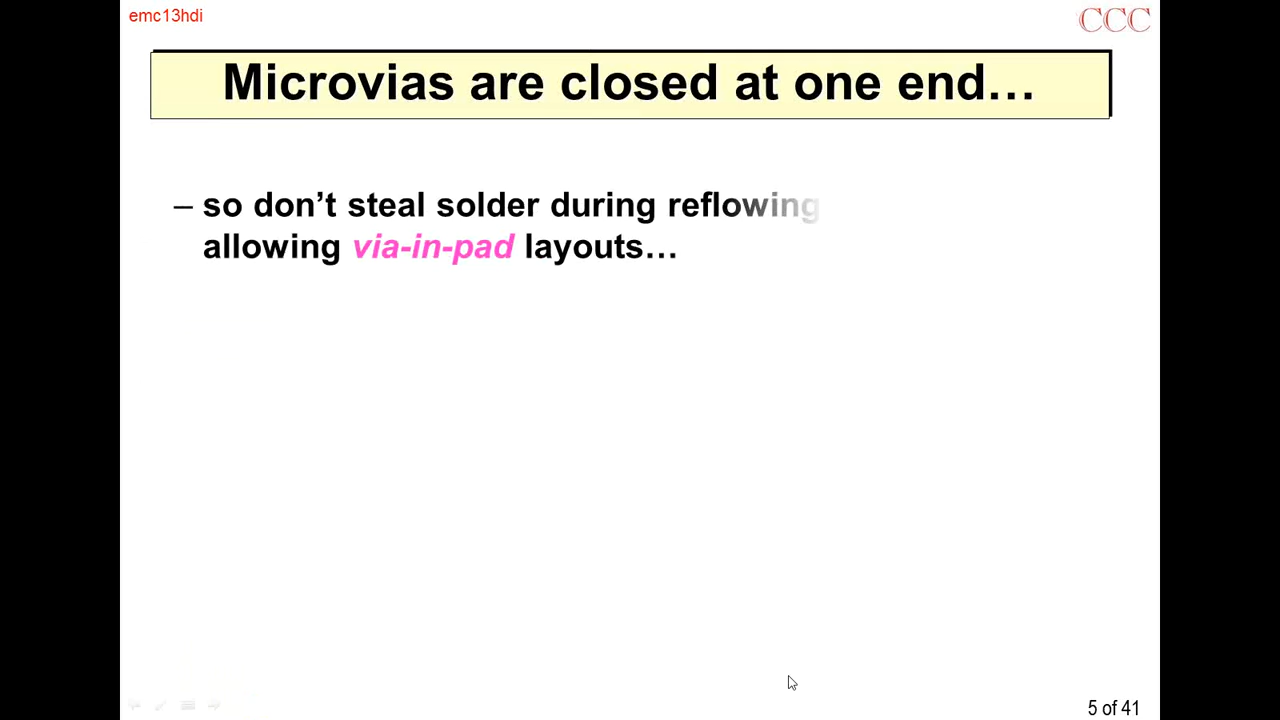 emc13hdi
CCC
Microvias are closed at one end…
– so don’t steal solder during reflowing
allowing via-in-pad layouts…
5 of 41